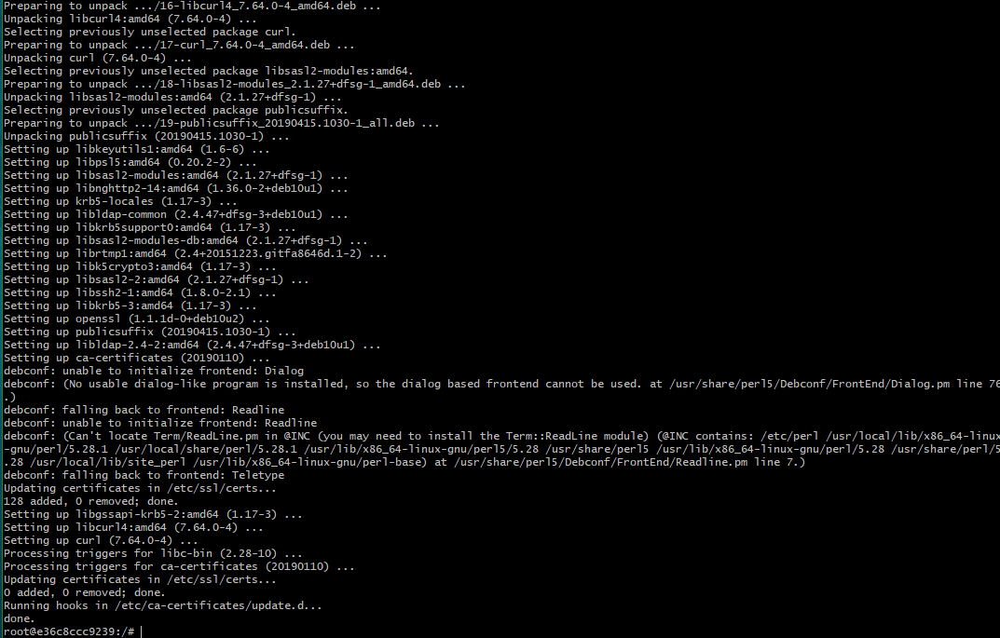 Preparing to unpack .../16-libcurl4_7.64.0-4_amd64.deb ...
Unpacking libcurl4:amd64 (7.64.0-4) ...
Selecting previously unselected package curl.
Preparing to unpack .../17-curl_7.64.0-4_amd64.deb ...
Unpacking curl (7.64.0-4) ...
Selecting previously unselected package libsasl2-modules:amd64.
Preparing to unpack .../18-libsasl2-modules_2.1.27+dfsg-1_amd64.deb ...
Unpacking libsasl2-modules:amd64 (2.1.27+dfsg-1) ...
Selecting previously unselected package publicsuffix.
Preparing to unpack .../19-publicsuffix_20190415.1030-1_all.deb ...
Unpacking publicsuffix (20190415.1030-1) ...
Setting up libkeyutils1:amd64 (1.6-6) ...
Setting up libpsl5:amd64 (0.20.2-2) ...
Setting up libsasl2-modules:amd64 (2.1.27+dfsg-1) ...
Setting up libnghttp2-14:amd64 (1.36.0-2+deb10u1) ...
Setting up krb5-locales (1.17-3) ...
Setting up libldap-common (2.4.47+dfsg-3+deb10u1) ...
Setting up libkrb5support0:amd64 (1.17-3) ...
Setting up libsasl2-modules-db:amd64 (2.1.27+dfsg-1) ...
Setting up librtmp1:amd64 (2.4+20151223.gitfa8646d.1-2) ...
Setting up libk5crypto3:amd64 (1.17-3) ...
Setting up libsasl2-2:amd64 (2.1.27+dfsg-1) ...
Setting up libssh2-1:amd64 (1.8.0-2.1) ...
Setting up libkrb5-3:amd64 (1.17-3) ...
Setting up openssl (1.1.1d-0+deb10u2) ...
Setting up publicsuffix (20190415.1030-1) ...
Setting up libldap-2.4-2:amd64 (2.4.47+dfsg-3+deb10u1) ...
Setting up ca-certificates (20190110) ...
debconf: unable to initialize frontend: Dialog
debconf: (No usable dialog-like program is installed, so the dialog based frontend cannot be used. at /usr/share/perl5/Debconf/FrontEnd/Dialog.pm line 76
.)
debconf: falling back to frontend: Readline
debconf: unable to initialize frontend: Readline
debconf: (Can't locate Term/ReadLine.pm in @INC (you may need to install the Term::ReadLine module) (@INC contains: /etc/perl /usr/local/lib/x86_64-linux
-gnu/perl/5.28.1 /usr/local/share/perl/5.28.1 /usr/lib/x86_64-linux-gnu/perl5/5.28 /usr/share/perl5 /usr/lib/x86_64-linux-gnu/perl/5.28 /usr/share/perl/5
.28 /usr/local/lib/site_perl /usr/lib/x86_64-linux-gnu/perl-base) at /usr/share/perl5/Debconf/FrontEnd/Readline.pm line 7.)
debconf: falling back to frontend: Teletype
Updating certificates in /etc/ssl/certs...
128 added, 0 removed; done.
Setting up libgssapi-krb5-2:amd64 (1.17-3) ...
Setting up libcurl4:amd64 (7.64.0-4) ...
Setting up curl (7.64.0-4) ...
Processing triggers for libc-bin (2.28-10) ...
Processing triggers for ca-certificates (20190110) ...
Updating certificates in /etc/ssl/certs...
0 added, 0 removed; done.
Running hooks in /etc/ca-certificates/update.d...
done.
root@e36c8ccc9239:/#